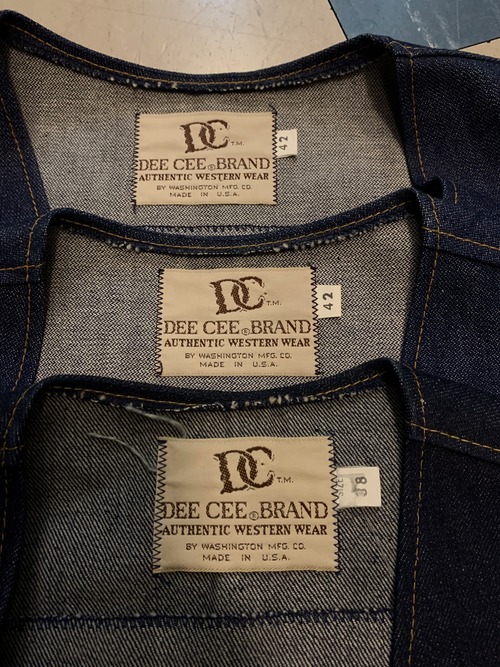 DC T.M.
42
DEE CEE ® BRAND
AUTHENTIC WESTERN WEAR
BY WASHINGTON MFG. CO.
MADE IN U.S.A.
DC T.M.
42
DEE CEE ® BRAND
AUTHENTIC WESTERN WEAR
BY WASHINGTON MFG. CO.
MADE IN U.S.A.
DC T.M.
SIZE 38
DEE CEE ® BRAND
AUTHENTIC WESTERN WEAR
BY WASHINGTON MFG. CO.
MADE IN U.S.A.